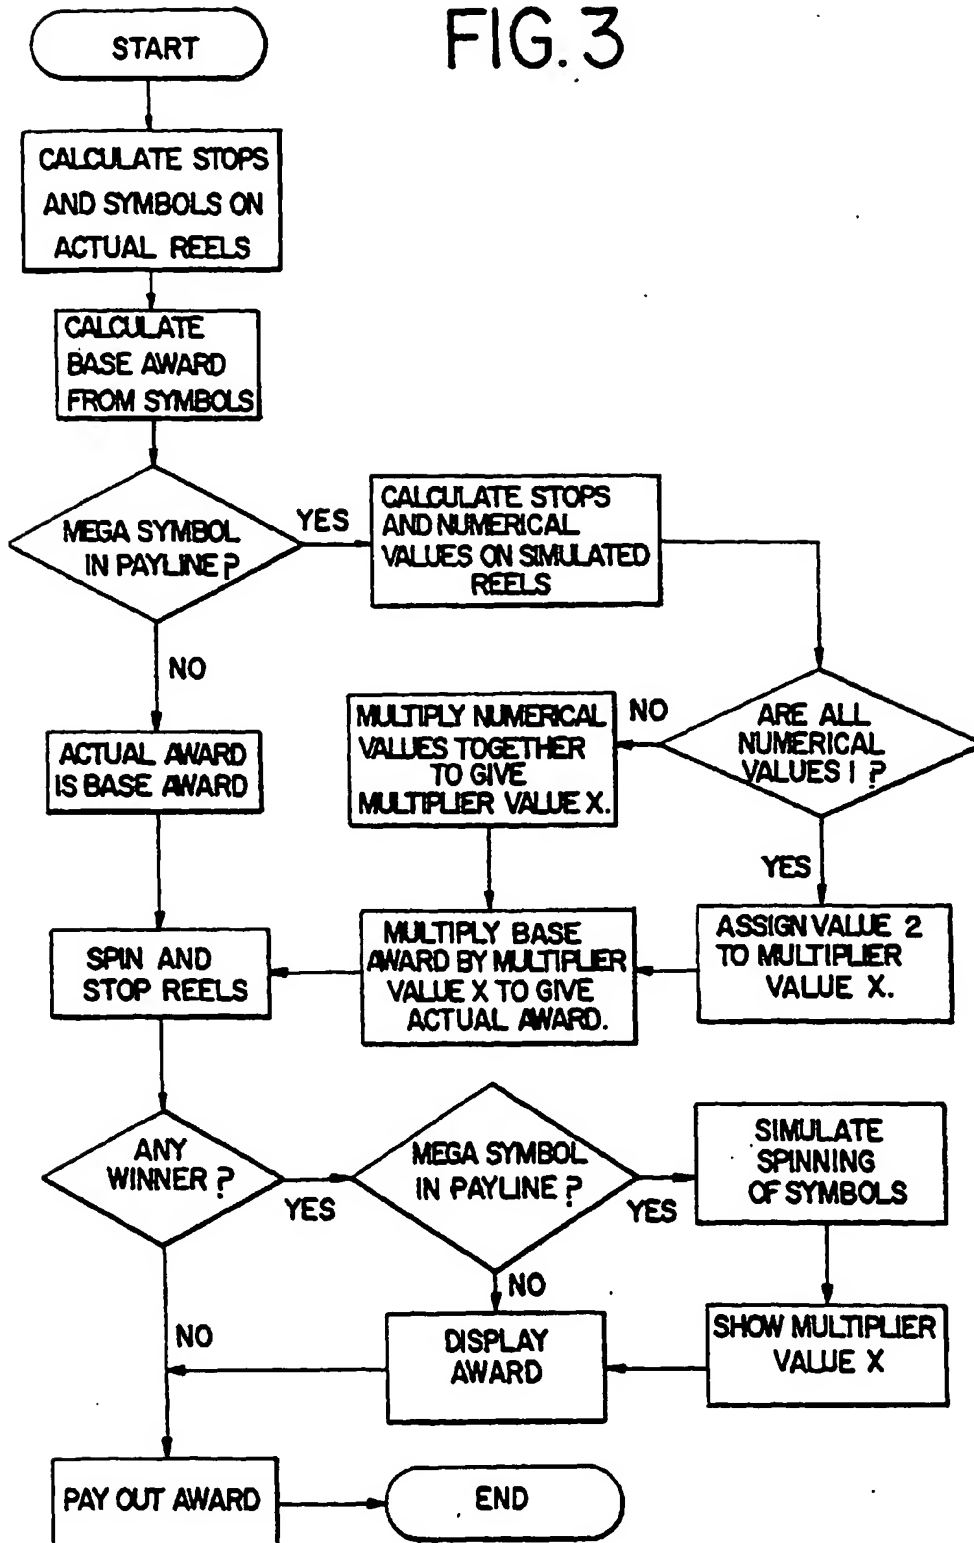 FIG. 3
START
CALCULATE STOPS
AND SYMBOLS ON
ACTUAL REELS
CALCULATE
BASE AWARD
FROM SYMBOLS
MEGA SYMBOL
IN PAYLINE?
YES
CALCULATE STOPS
AND NUMERICAL
VALUES ON SIMULATED
REELS
NO
ARE ALL
NUMERICAL
VALUES 1 ?
NO
MULTIPLY NUMERICAL
VALUES TOGETHER
TO GIVE
MULTIPLIER VALUE X.
ACTUAL AWARD
IS BASE AWARD
YES
ASSIGN VALUE 2
TO MULTIPLIER
VALUE X.
MULTIPLY BASE
AWARD BY MULTIPLIER
VALUE X TO GIVE
ACTUAL AWARD.
SPIN AND
STOP REELS
ANY
WINNER ?
YES
MEGA SYMBOL
IN PAYLINE ?
YES
SIMULATE
SPINNING
OF SYMBOLS
NO
NO
DISPLAY
AWARD
SHOW MULTIPLIER
VALUE X
PAY OUT AWARD
END